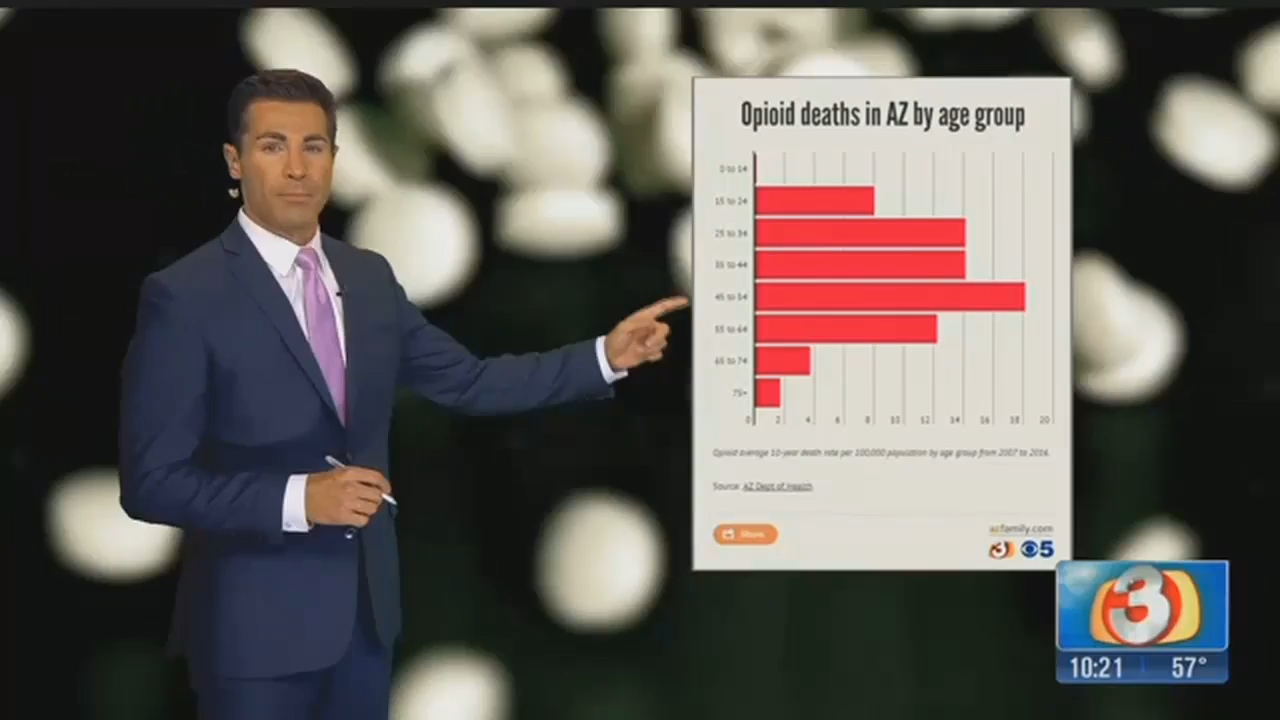 Opioid deaths in AZ by age group
0 to 14
15 to 24
25 to 34
35 to 44
45 to 54
55 to 64
65 to 74
75+
0 2 4 6 8 10 12 14 16 18 20
Opioid average 10-year death rate per 100,000 population by age group from 2007 to 2016.
Source: AZ Dept of Health
Share
azfamily.com
3 5
3
10:21 57°